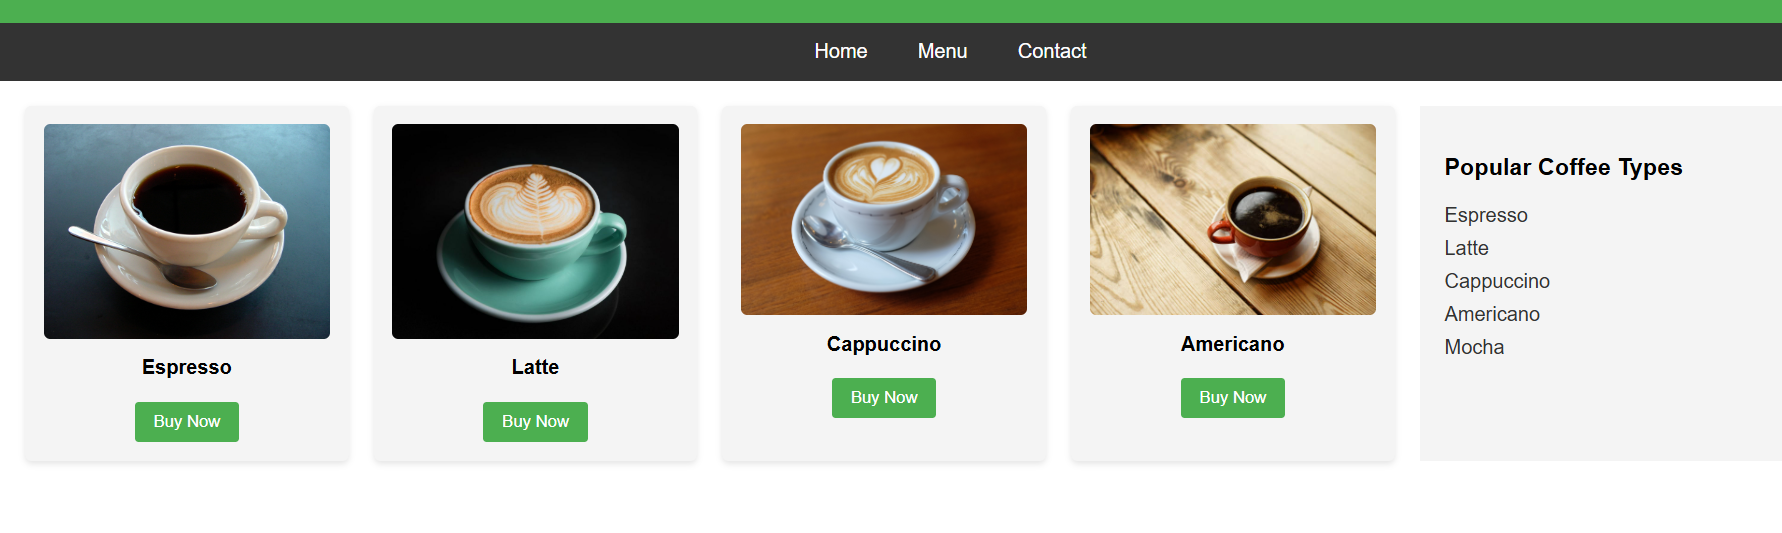 Home Menu Contact
Espresso
Buy Now
Latte
Buy Now
Cappuccino
Buy Now
Americano
Buy Now
Popular Coffee Types
Espresso
Latte
Cappuccino
Americano
Mocha